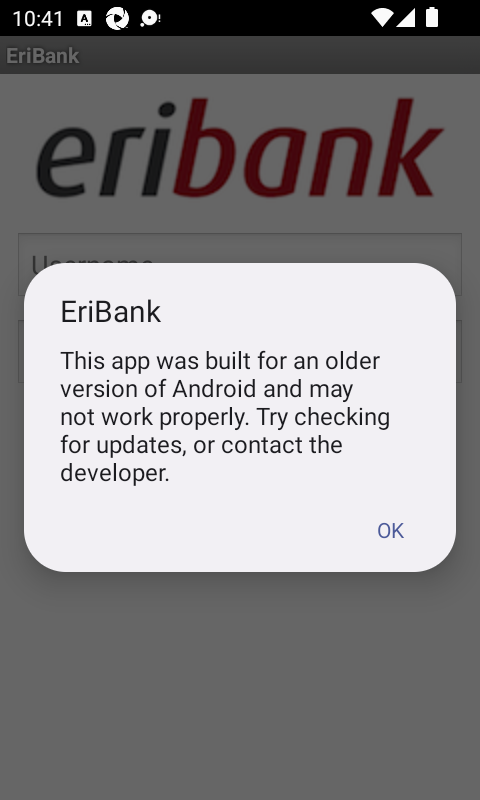 10:41
EriBank
eribank
Username
EriBank
This app was built for an older
version of Android and may
not work properly. Try checking
for updates, or contact the
developer.
OK